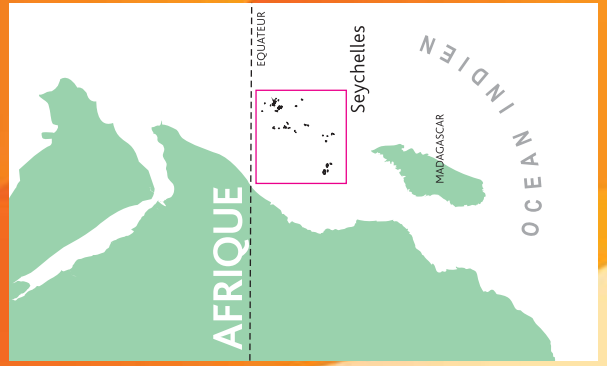 EQUATEUR
Seychelles
AFRIQUE
MADAGASCAR
OCEAN INDIEN